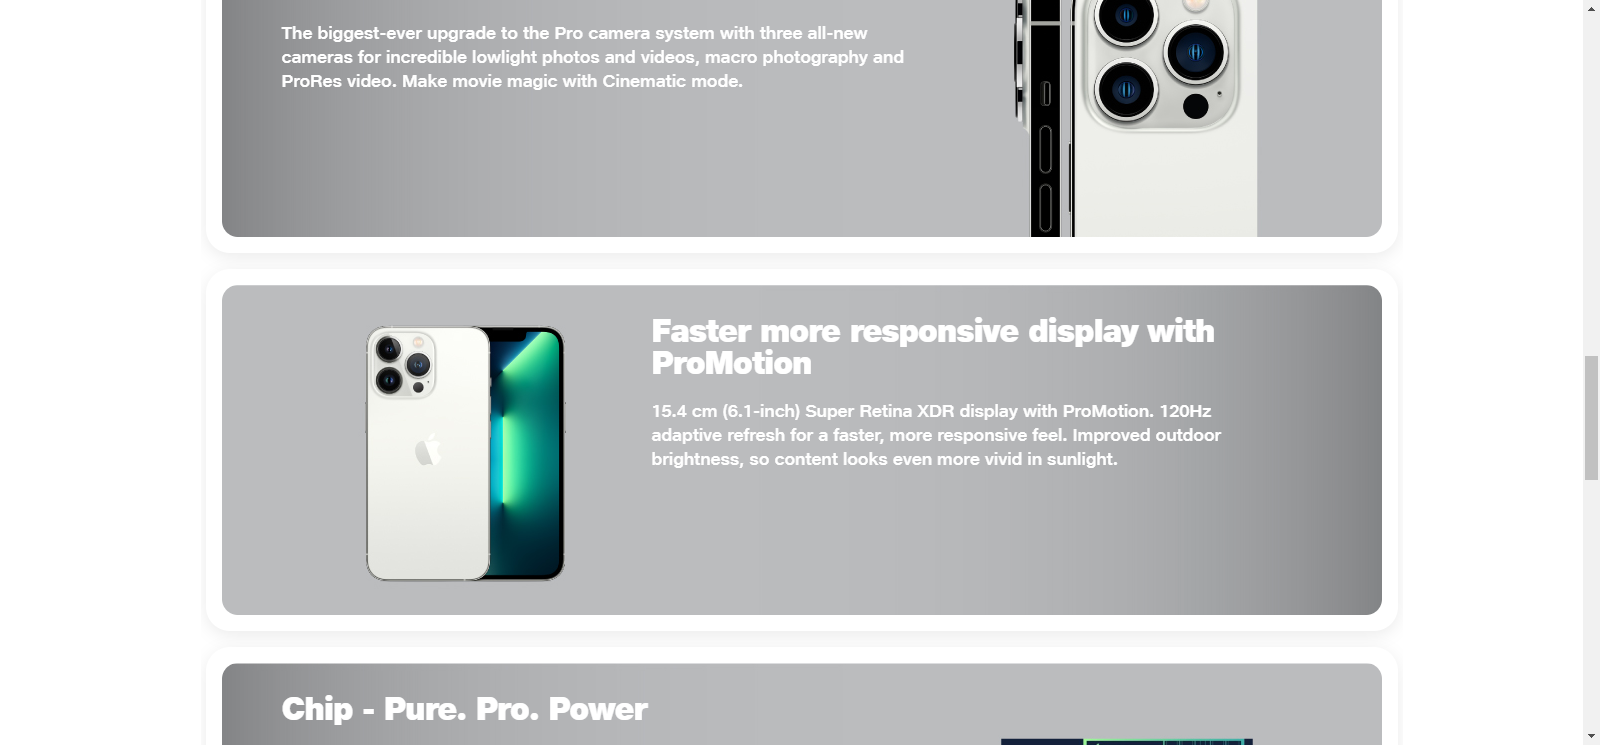 The biggest-ever upgrade to the Pro camera system with three all-new
cameras for incredible lowlight photos and videos, macro photography and
ProRes video. Make movie magic with Cinematic mode.
Faster more responsive display with
ProMotion
15.4 cm (6.1-inch) Super Retina XDR display with ProMotion. 120Hz
adaptive refresh for a faster, more responsive feel. Improved outdoor
brightness, so content looks even more vivid in sunlight.
Chip - Pure. Pro. Power